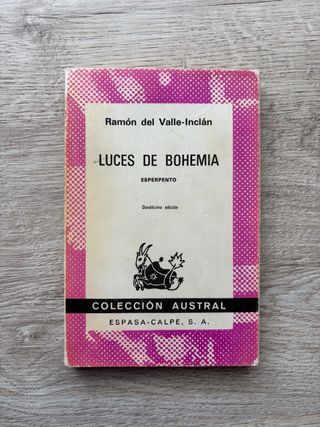 Ramón del Valle-Inclán
LUCES DE BOHEMIA
ESPERPENTO
Duodécima edición
COLECCIÓN AUSTRAL
ESPASA-CALPE, S. A.